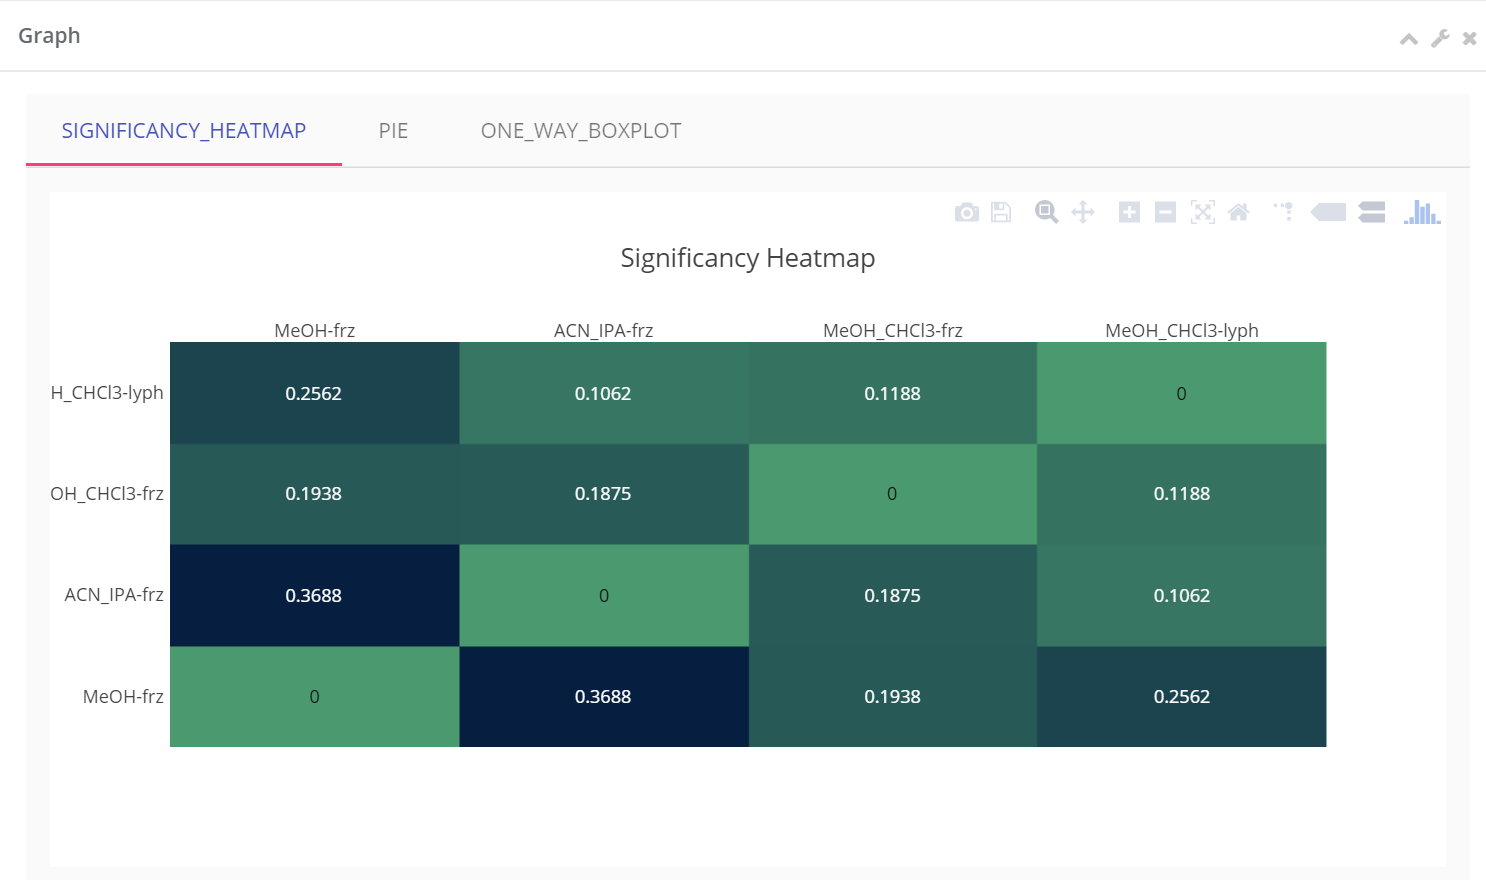 Graph
SIGNIFICANCY_HEATMAP PIE ONE_WAY_BOXPLOT
Significancy Heatmap
MeOH-frz ACN_IPA-frz MeOH_CHCl3-frz MeOH_CHCl3-lyph
H_CHCl3-lyph 0.2562 0.1062 0.1188 0
OH_CHCl3-frz 0.1938 0.1875 0 0.1188
ACN_IPA-frz 0.3688 0 0.1875 0.1062
MeOH-frz 0 0.3688 0.1938 0.2562